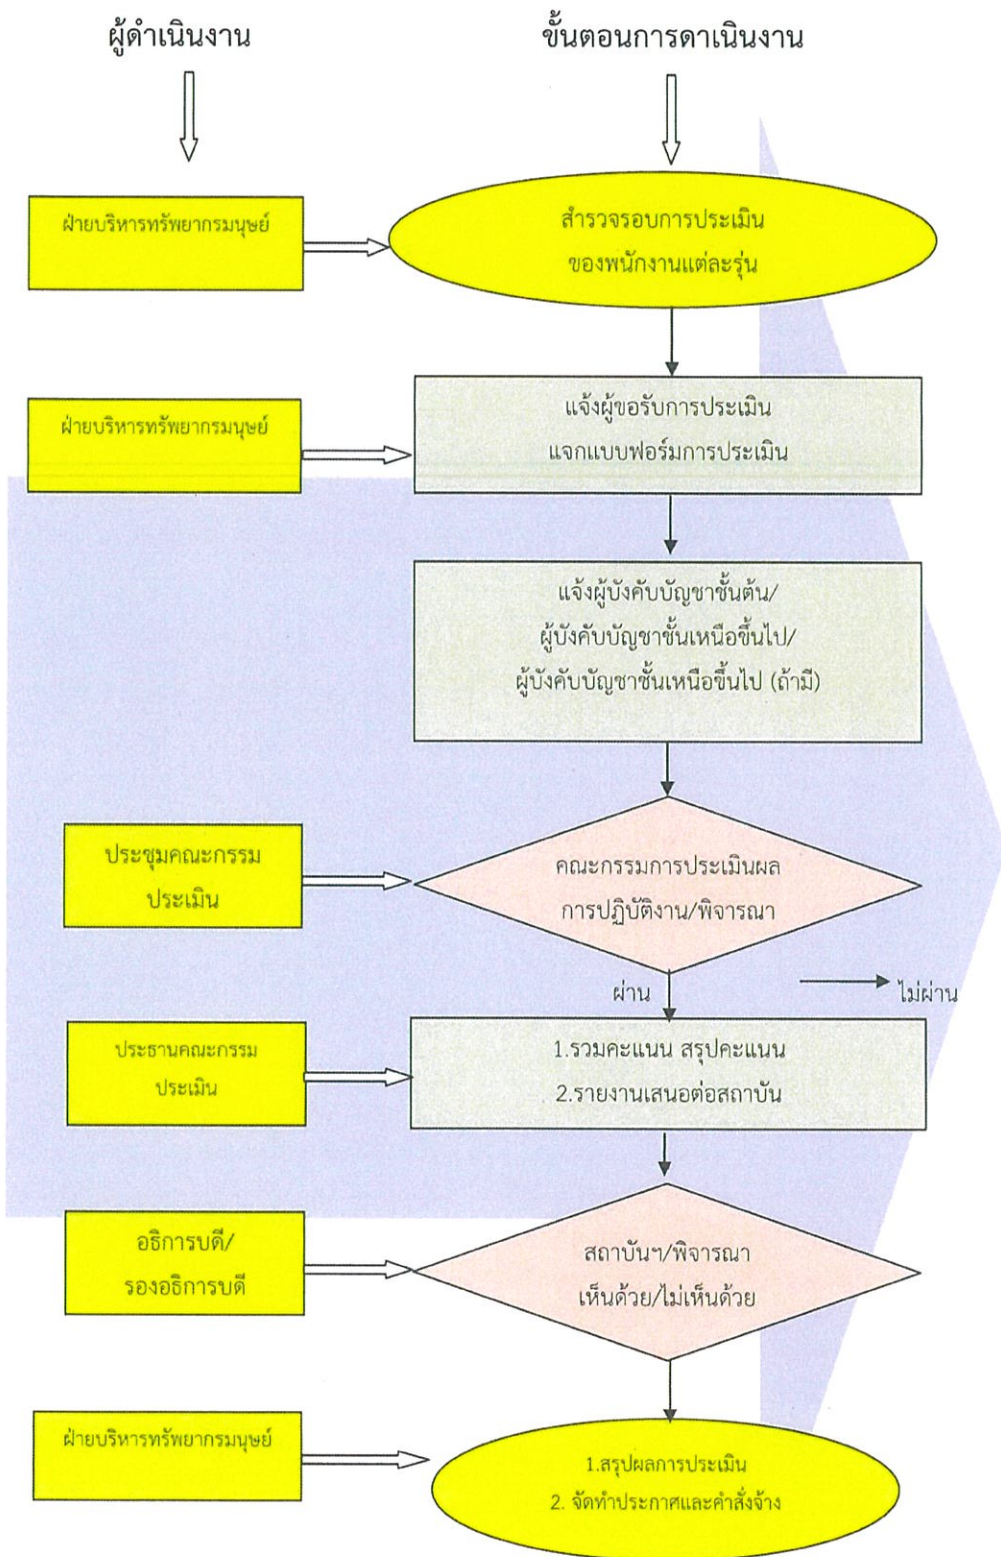 ผู้ดำเนินงาน
ขั้นตอนการดาเนินงาน
ฝ่ายบริหารทรัพยากรมนุษย์
สำรวจรอบการประเมิน
ของพนักงานแต่ละรุ่น
ฝ่ายบริหารทรัพยากรมนุษย์
แจ้งผู้ขอรับการประเมิน
แจกแบบฟอร์มการประเมิน
แจ้งผู้บังคับบัญชาชั้นต้น/
ผู้บังคับบัญชาชั้นเหนือขึ้นไป/
ผู้บังคับบัญชาชั้นเหนือขึ้นไป (ถ้ามี)
ประชุมคณะกรรม
ประเมิน
คณะกรรมการประเมินผล
การปฏิบัติงาน/พิจารณา
ผ่าน
ไม่ผ่าน
ประธานคณะกรรม
ประเมิน
1.รวมคะแนน สรุปคะแนน
2.รายงานเสนอต่อสถาบัน
อธิการบดี/
รองอธิการบดี
สถาบันฯ/พิจารณา
เห็นด้วย/ไม่เห็นด้วย
ฝ่ายบริหารทรัพยากรมนุษย์
1.สรุปผลการประเมิน
2. จัดทำประกาศและคำสั่งจ้าง